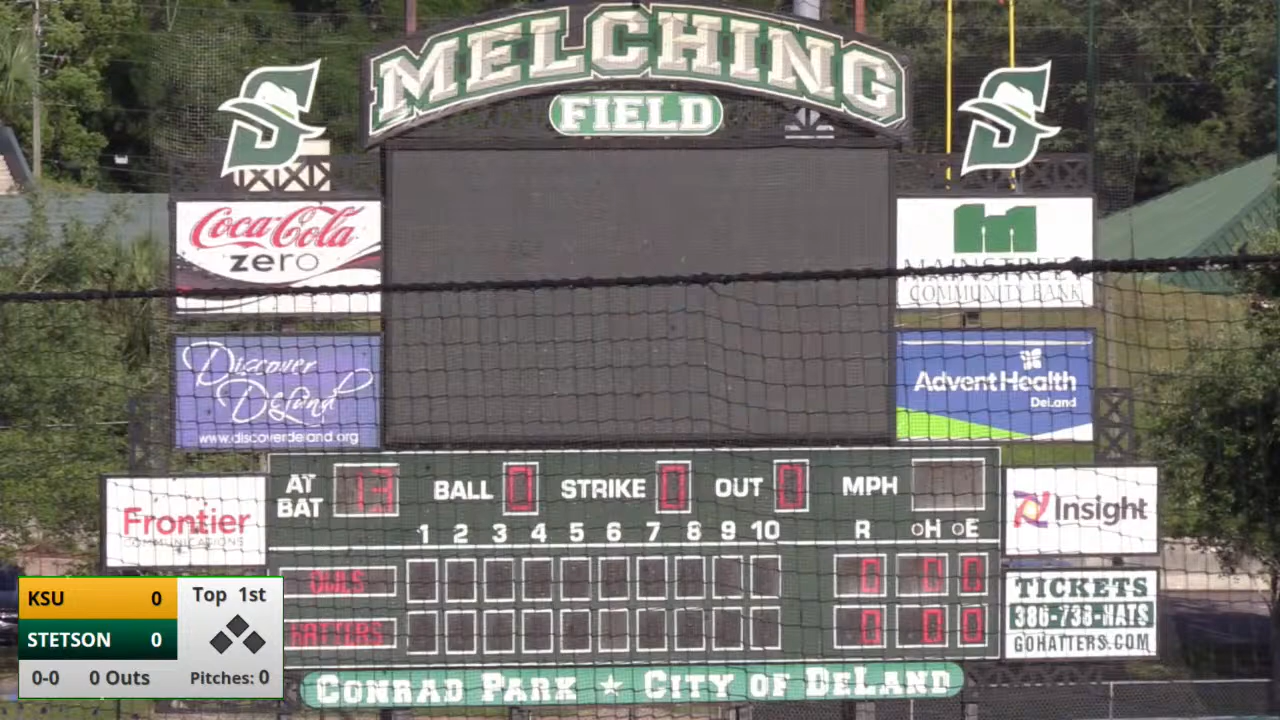 MELCHING
FIELD
S
S
Coca-Cola
zero
MAINSTREET
COMMUNITY BANK
Discover
DeLand
www.discoverdeland.org
AdventHealth
DeLand
AT BAT 13 BALL 0 STRIKE 0 OUT 0 MPH
1 2 3 4 5 6 7 8 9 10 R H E
OWLS 0 0 0
HATTERS 0 0 0
Frontier
COMMUNICATIONS
Insight
TICKETS
386-738-HATS
GOHATTERS.COM
CONRAD PARK ★ CITY OF DELAND
KSU 0 Top 1st
STETSON 0
0-0 0 Outs Pitches: 0